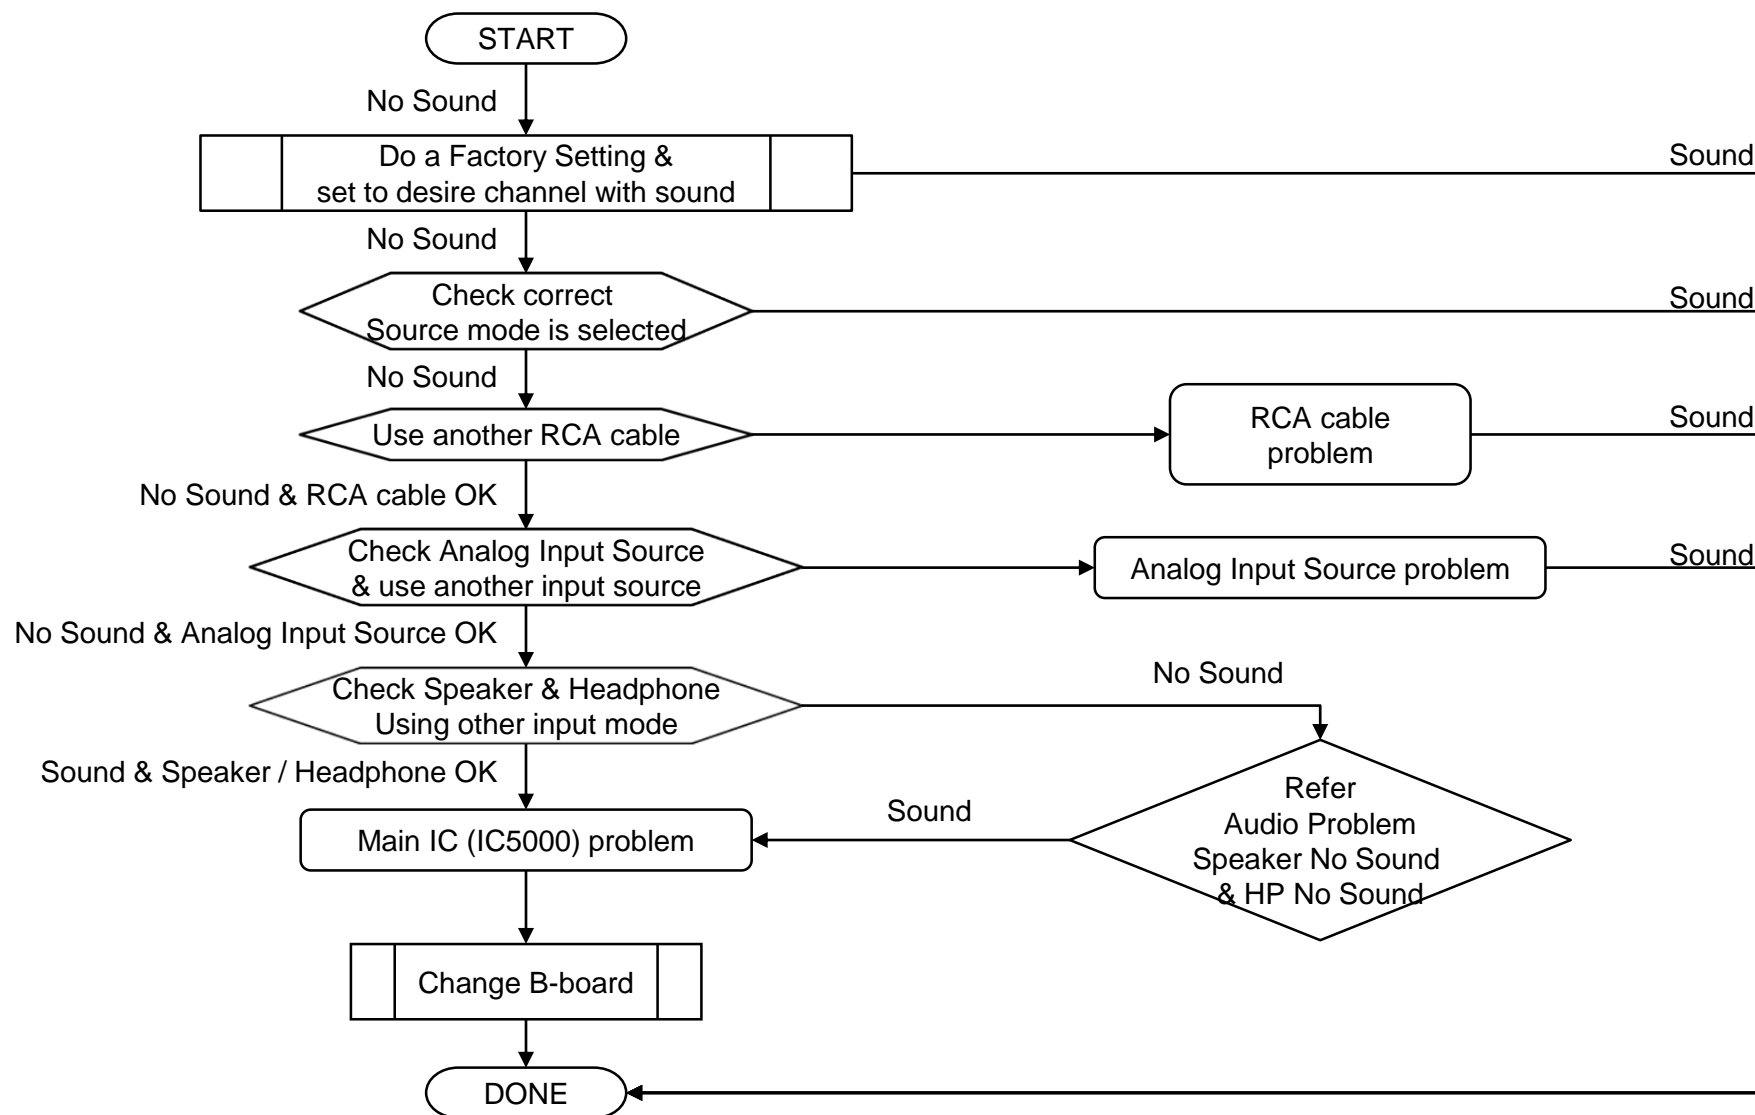 START
No Sound
Do a Factory Setting &
set to desire channel with sound
Sound
No Sound
Check correct
Source mode is selected
Sound
No Sound
Use another RCA cable
RCA cable
problem
Sound
No Sound & RCA cable OK
Check Analog Input Source
& use another input source
Analog Input Source problem
Sound
No Sound & Analog Input Source OK
Check Speaker & Headphone
Using other input mode
No Sound
Sound & Speaker / Headphone OK
Refer
Audio Problem
Speaker No Sound
& HP No Sound
Sound
Main IC (IC5000) problem
Change B-board
DONE